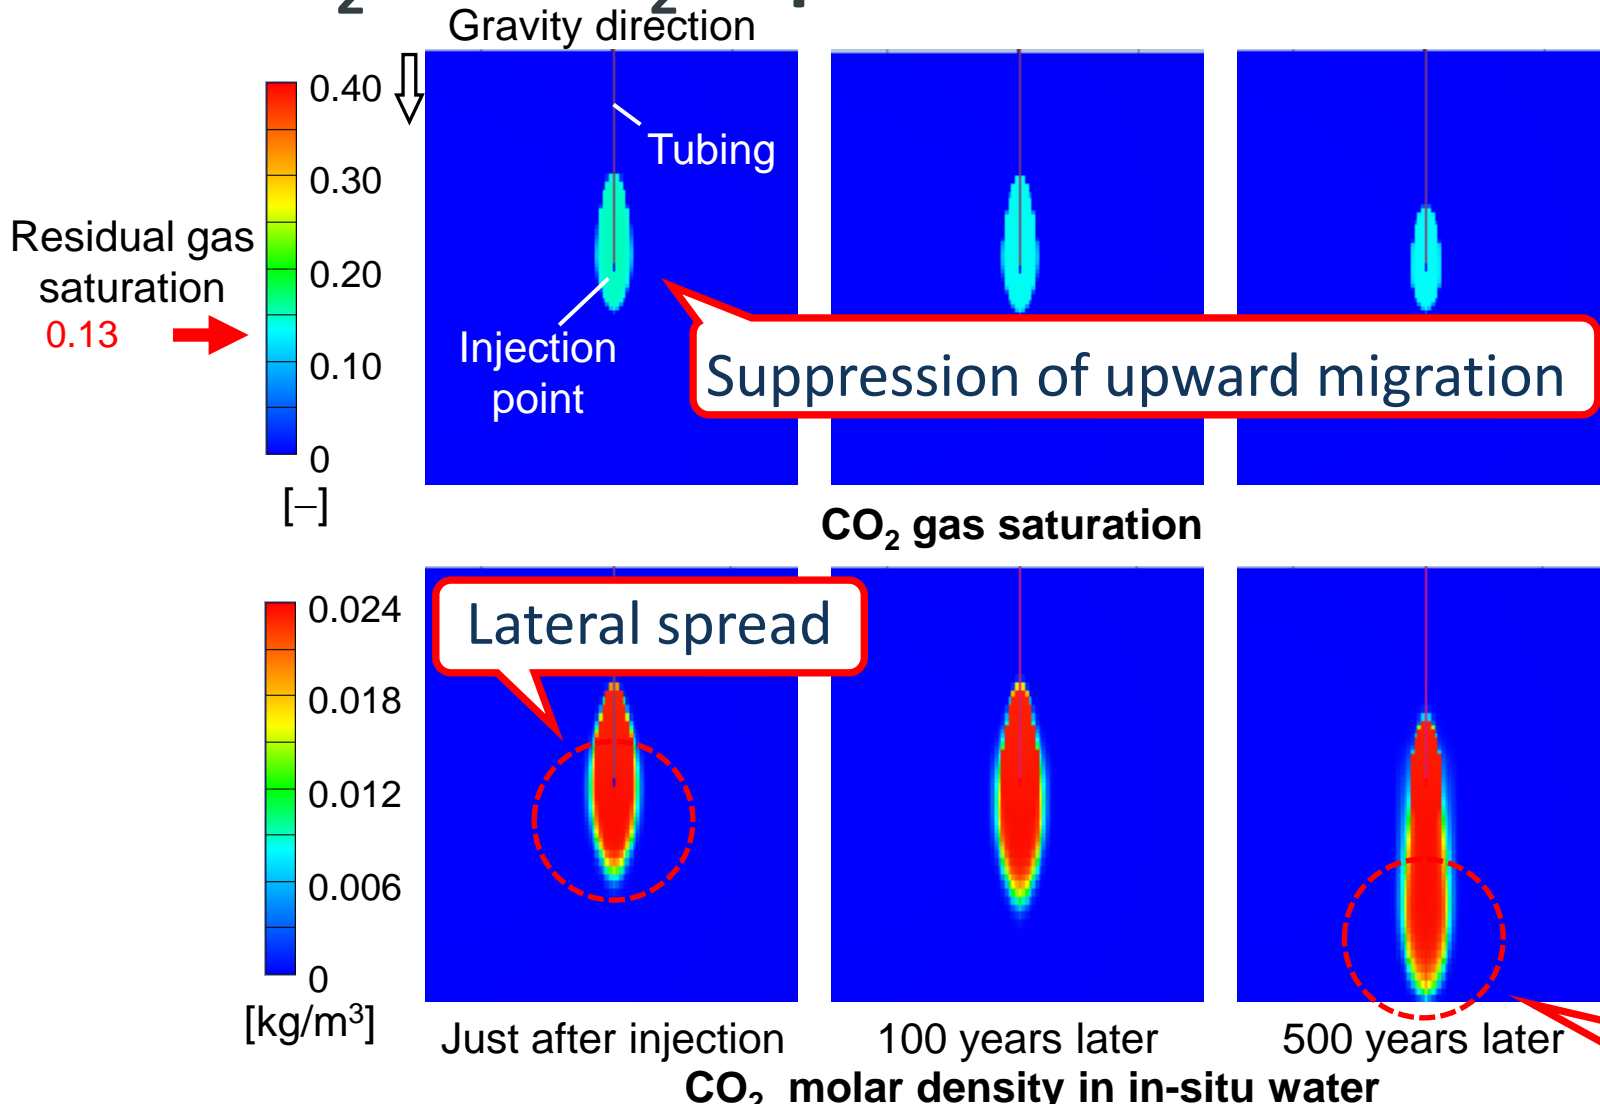 Gravity direction
0.40
0.30
0.20
0.10
0
[–]
Residual gas
saturation
0.13
Tubing
Injection
point
Suppression of upward migration
CO₂ gas saturation
0.024
0.018
0.012
0.006
0
[kg/m³]
Lateral spread
Just after injection
100 years later
500 years later
CO₂ molar density in in-situ water